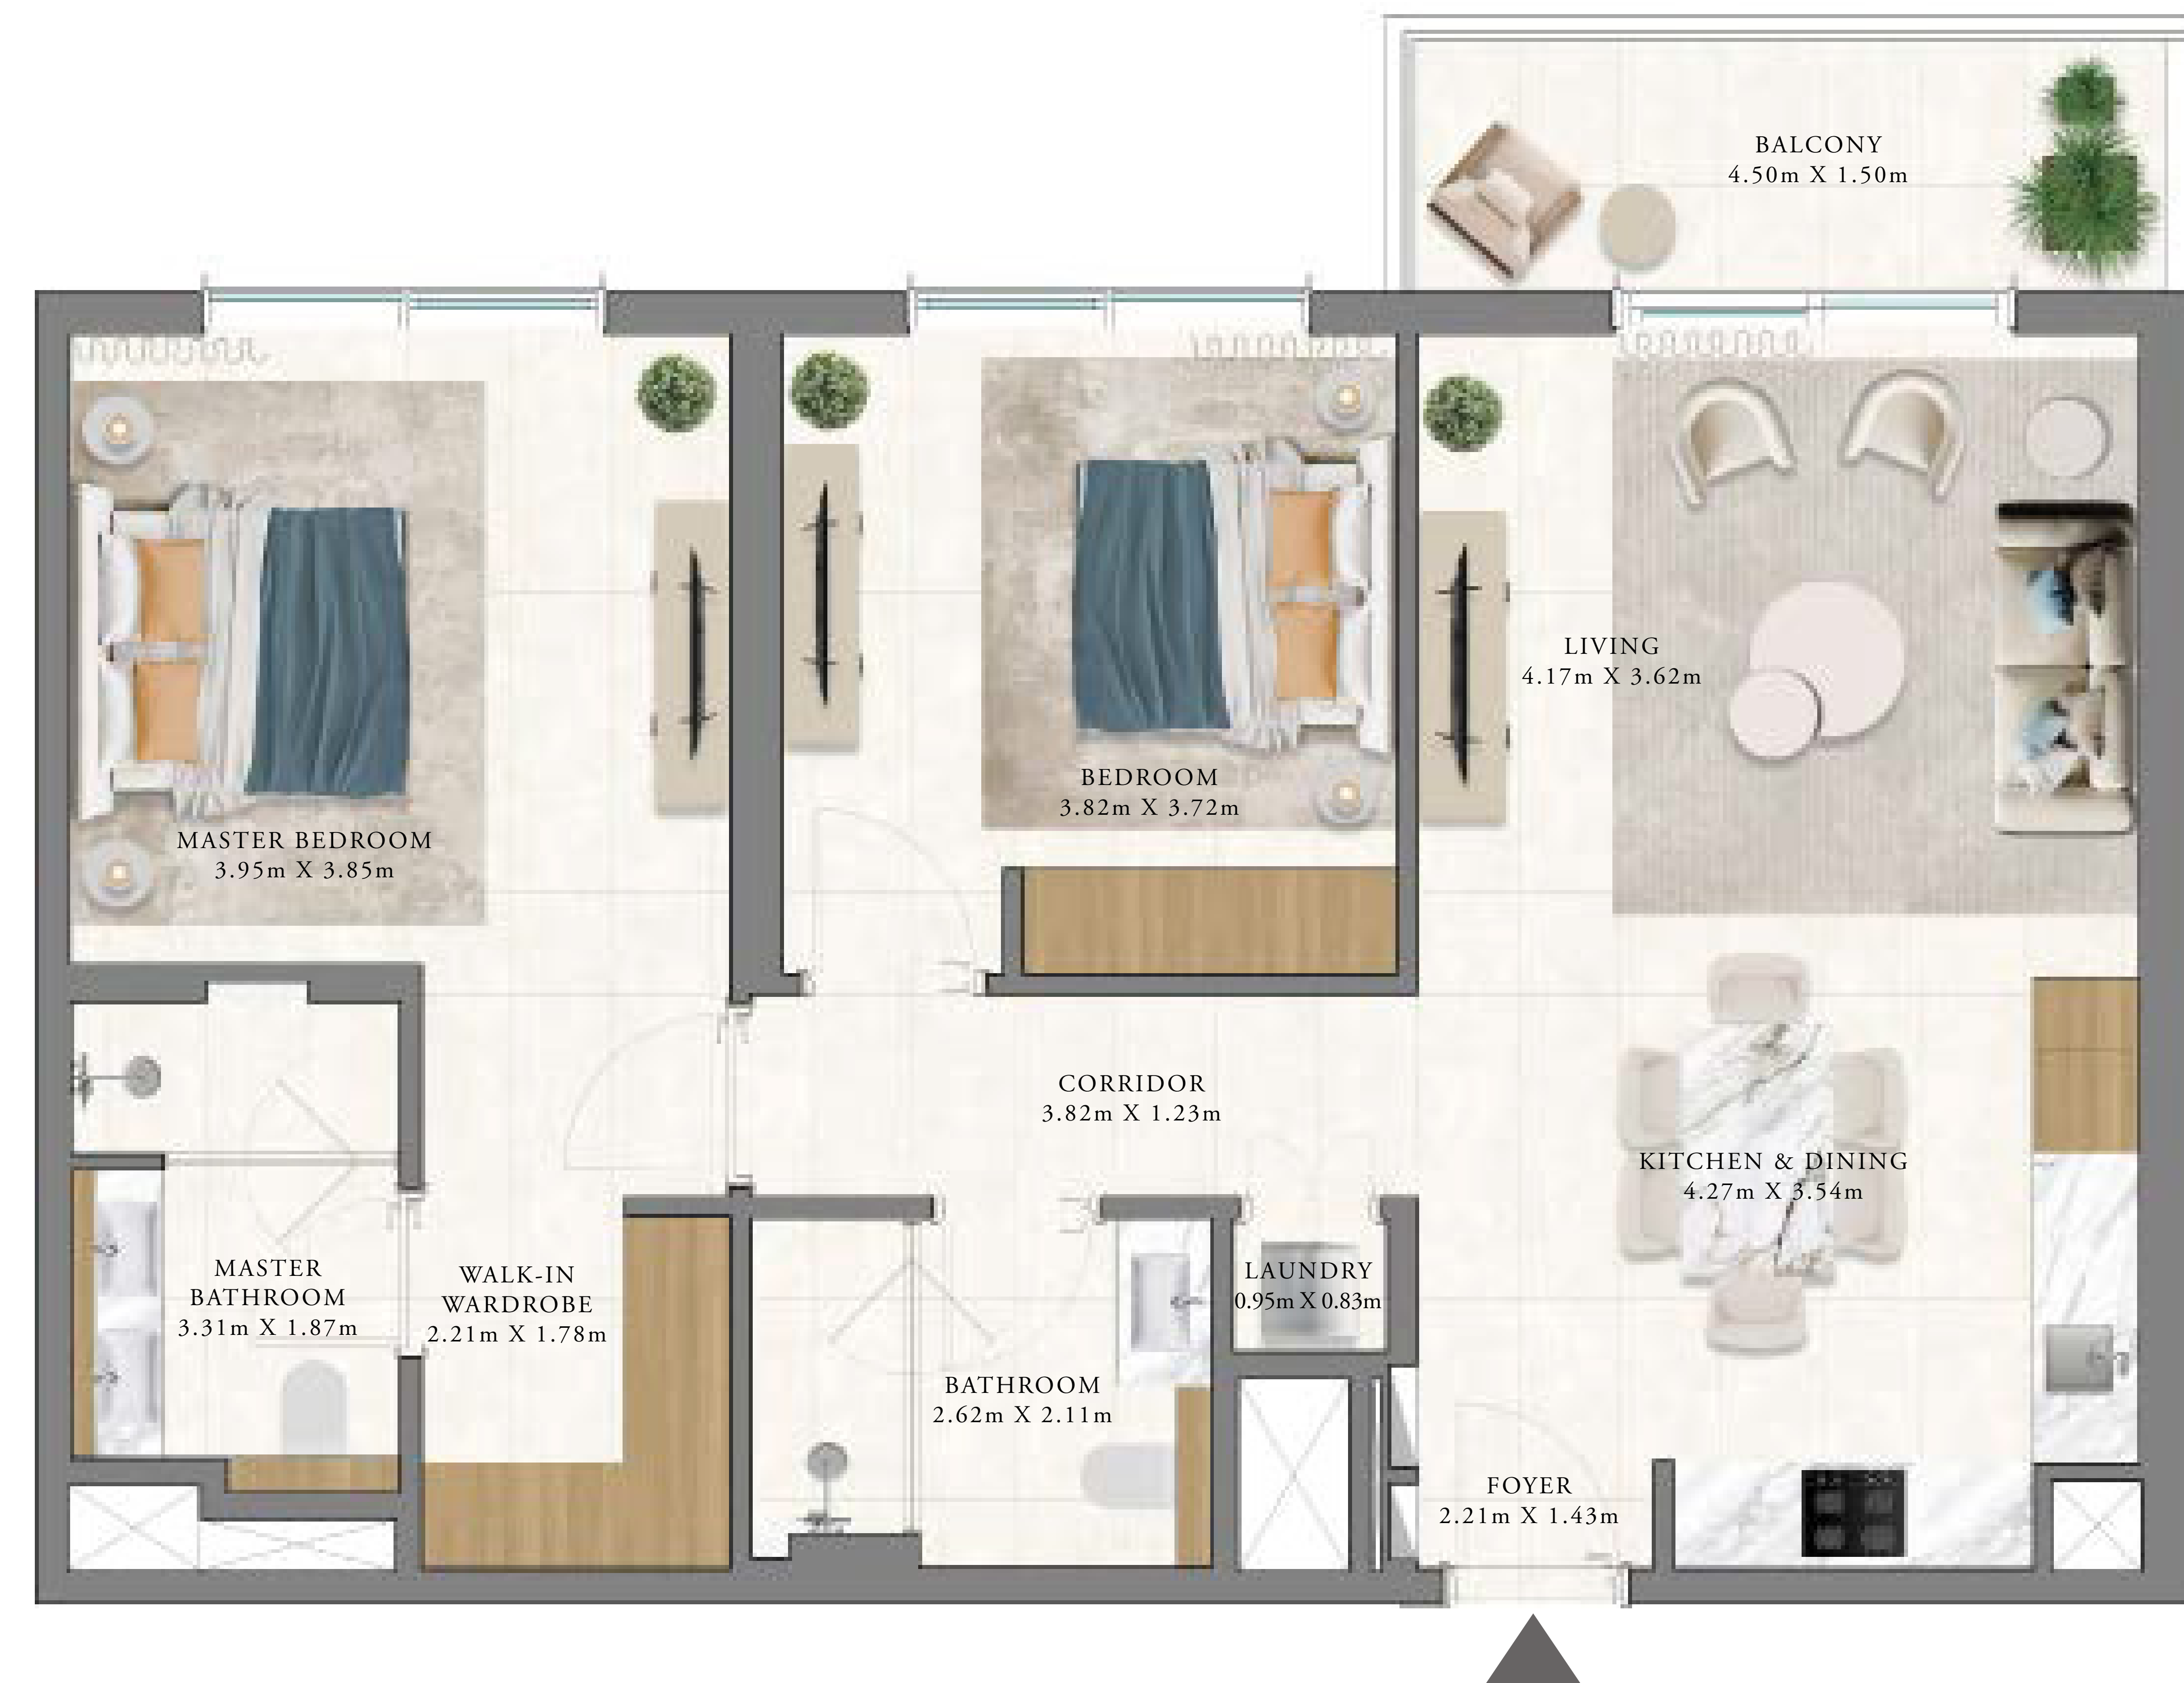 BALCONY
4.50m X 1.50m
LIVING
4.17m X 3.62m
BEDROOM
3.82m X 3.72m
MASTER BEDROOM
3.95m X 3.85m
CORRIDOR
3.82m X 1.23m
KITCHEN & DINING
4.27m X 3.54m
MASTER
BATHROOM
3.31m X 1.87m
WALK-IN
WARDROBE
2.21m X 1.78m
LAUNDRY
0.95m X 0.83m
BATHROOM
2.62m X 2.11m
FOYER
2.21m X 1.43m